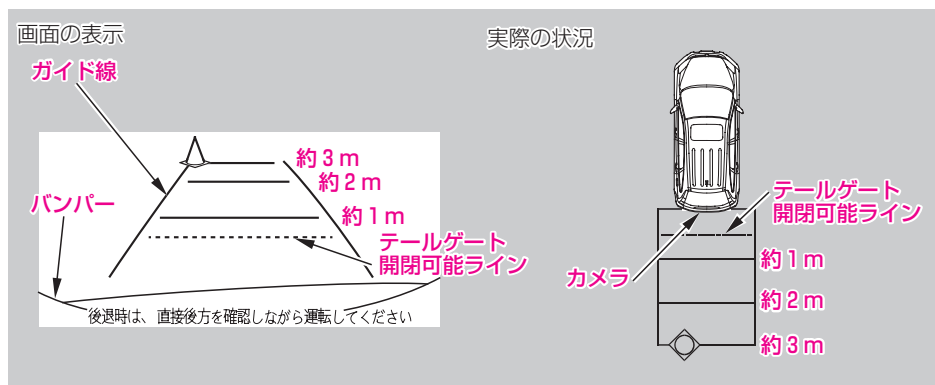 画面の表示
ガイド線
約3m
約2m
バンパー
約1m
テールゲート
開閉可能ライン
後退時は、直接後方を確認しながら運転してください
実際の状況
テールゲート
開閉可能ライン
カメラ
約1m
約2m
約3m